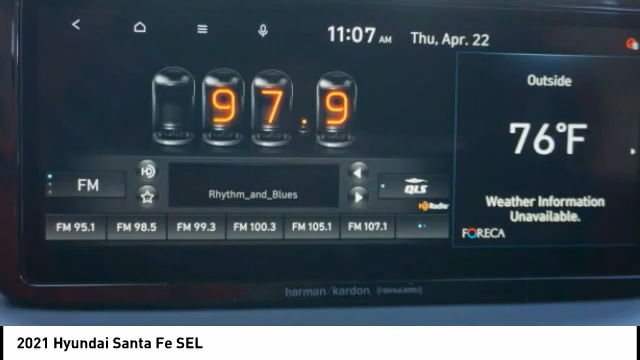 11:07 AM Thu, Apr. 22
97.9
Outside
76°F
Weather Information
Unavailable.
FORECA
FM
HD
Rhythm_and_Blues
QLS
HD Radio
FM 95.1 FM 98.5 FM 99.3 FM 100.3 FM 105.1 FM 107.1
harman/kardon ((SiriusXM))
2021 Hyundai Santa Fe SEL